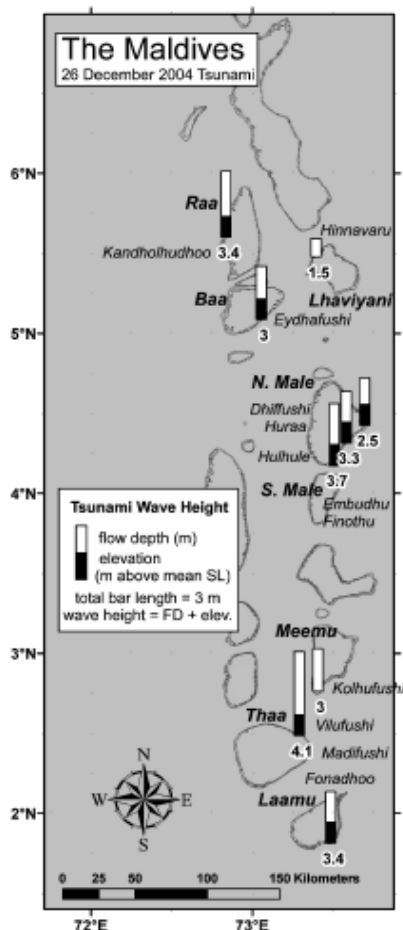 The Maldives
26 December 2004 Tsunami
6°N
Raa
Hinnavaru
Kandholhudhoo
3.4
1.5
Baa
Lhaviyani
Eydhafushi
3
5°N
N. Male
Dhiffushi
Huraa
2.5
Hulhule
3.3
3.7
4°N
S. Male
Embudhu
Finothu
Tsunami Wave Height
flow depth (m)
elevation
(m above mean SL)
total bar length = 3 m
wave height = FD + elev.
Meemu
3°N
Kolhufushi
3
Thaa
Vilufushi
4.1
Madifushi
Fonadhoo
N
W E
S
Laamu
2°N
3.4
0 25 50 100 150 Kilometers
72°E 73°E